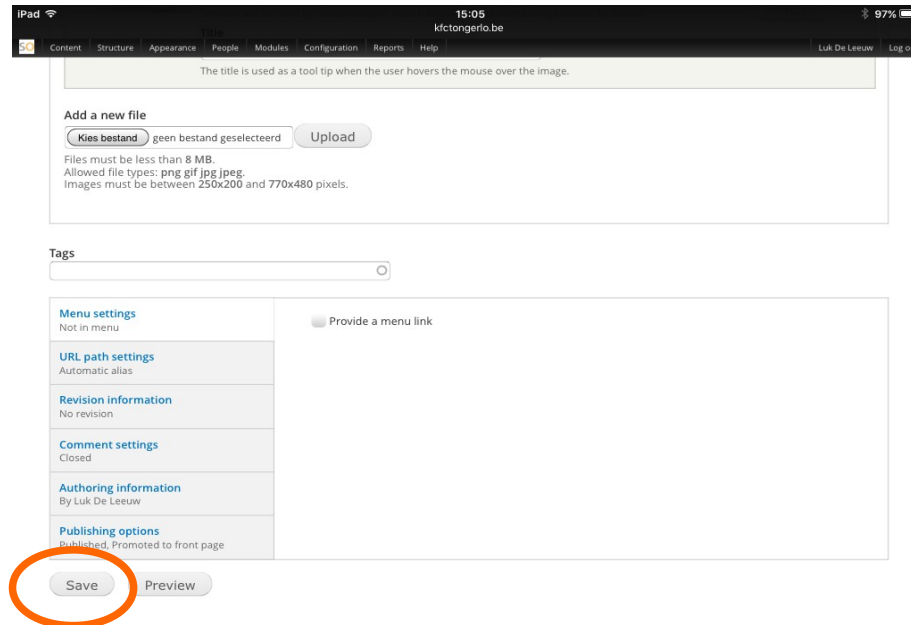 iPad 15:05 97%
kfctongerlo.be
Title
SO Content Structure Appearance People Modules Configuration Reports Help Luk De Leeuw Log o
The title is used as a tool tip when the user hovers the mouse over the image.
Add a new file
Kies bestand geen bestand geselecteerd Upload
Files must be less than 8 MB.
Allowed file types: png gif jpg jpeg.
Images must be between 250x200 and 770x480 pixels.
Tags
Menu settings
Not in menu
Provide a menu link
URL path settings
Automatic alias
Revision information
No revision
Comment settings
Closed
Authoring information
By Luk De Leeuw
Publishing options
Published, Promoted to front page
Save Preview